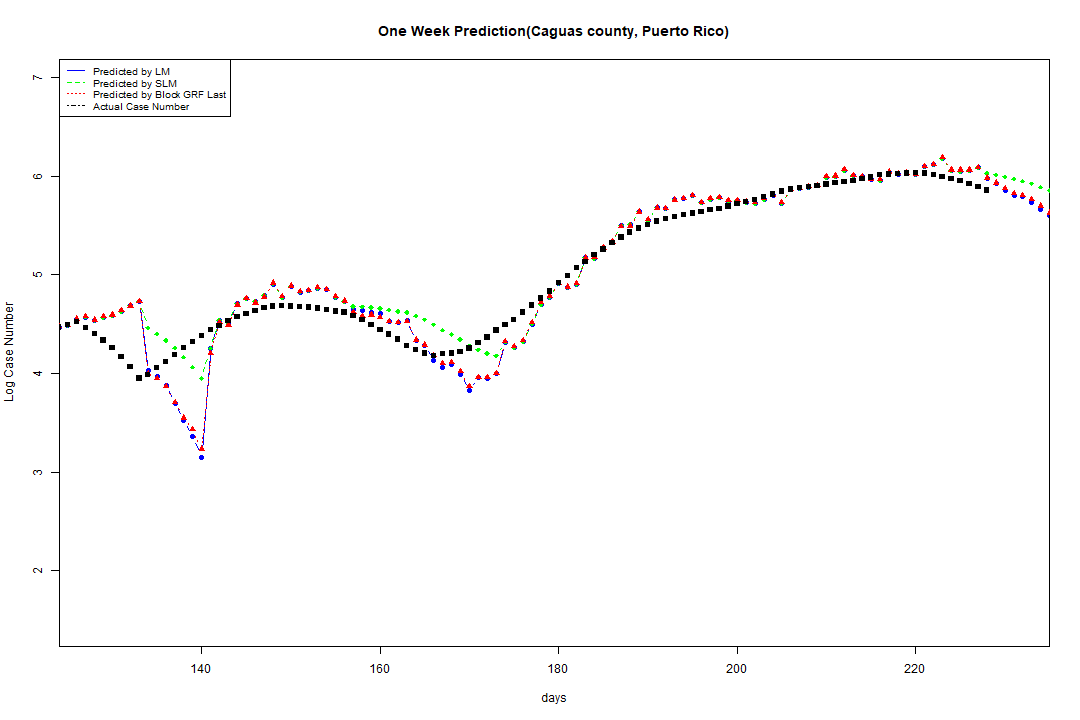 One Week Prediction(Caguas county, Puerto Rico)
Predicted by LM
Predicted by SLM
Predicted by Block GRF Last
Actual Case Number
7
6
5
4
3
2
Log Case Number
140 160 180 200 220
days